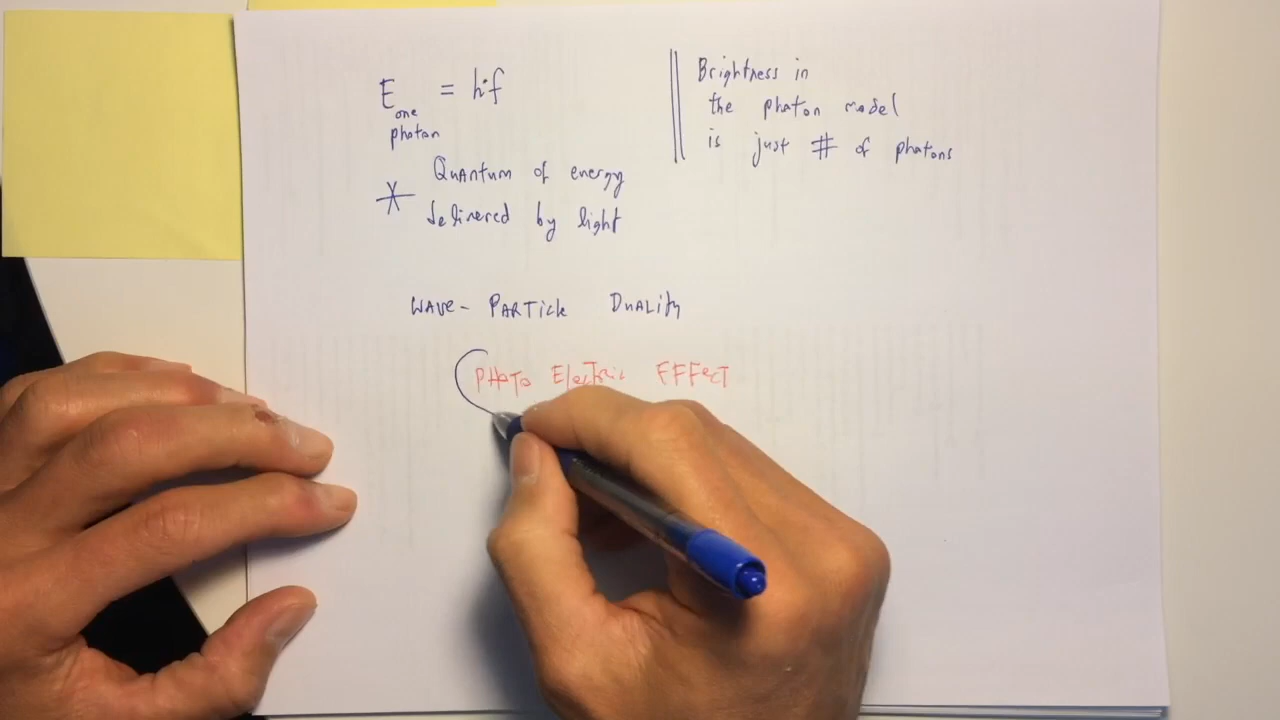 E one photon = h·f
Quantum of energy
delivered by light
Brightness in
the photon model
is just # of photons
WAVE - PARTicle DUALity
PHOTO ElecTric EFFecT